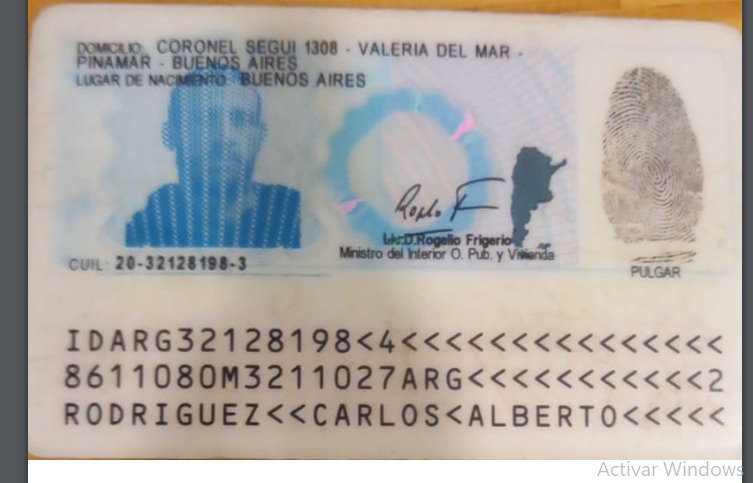 DOMICILIO: CORONEL SEGUI 1308 - VALERIA DEL MAR -
PINAMAR - BUENOS AIRES
LUGAR DE NACIMIENTO: BUENOS AIRES
Lic.D.Rogelio Frigerio
Ministro del Interior O. Pub. y Vivienda
CUIL: 20-32128198-3
PULGAR
IDARG32128198<4<<<<<<<<<<<<<<<
8611080M3211027ARG<<<<<<<<<<<2
RODRIGUEZ<<CARLOS<ALBERTO<<<<<
Activar Windows